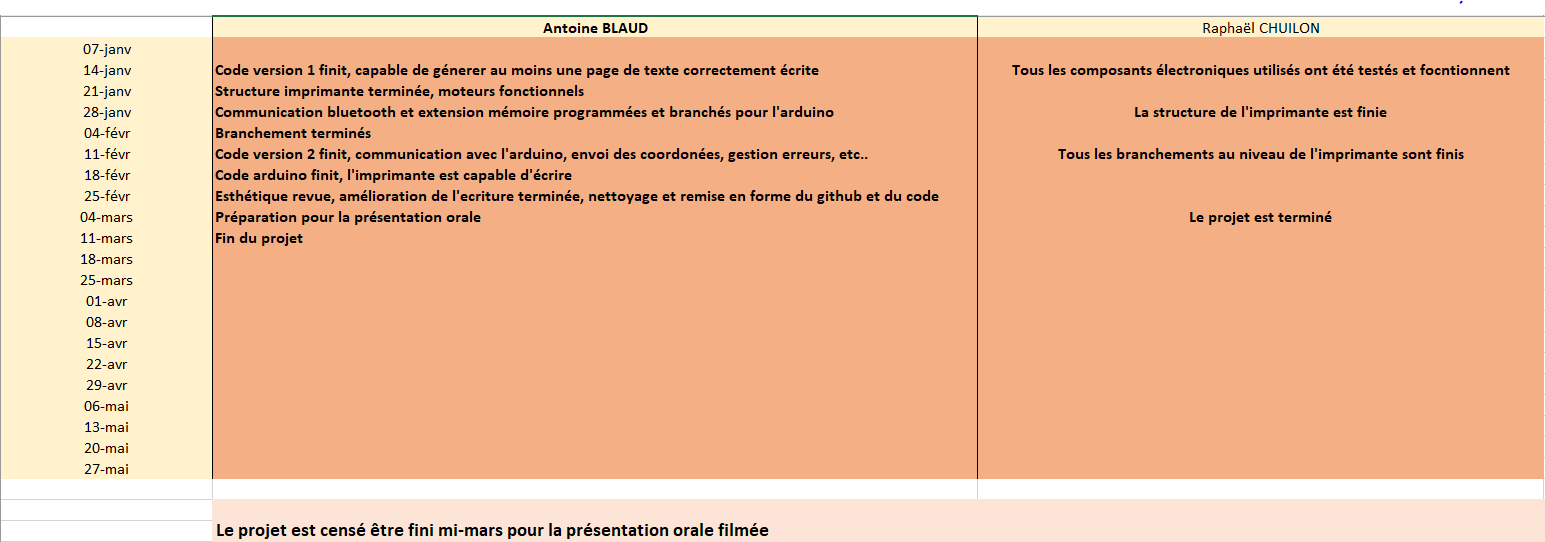 Antoine BLAUD Raphaël CHUILON
07-janv
14-janv Code version 1 finit, capable de génerer au moins une page de texte correctement écrite Tous les composants électroniques utilisés ont été testés et focntionnent
21-janv Structure imprimante terminée, moteurs fonctionnels
28-janv Communication bluetooth et extension mémoire programmées et branchés pour l'arduino La structure de l'imprimante est finie
04-févr Branchement terminés
11-févr Code version 2 finit, communication avec l'arduino, envoi des coordonées, gestion erreurs, etc.. Tous les branchements au niveau de l'imprimante sont finis
18-févr Code arduino finit, l'imprimante est capable d'écrire
25-févr Esthétique revue, amélioration de l'ecriture terminée, nettoyage et remise en forme du github et du code
04-mars Préparation pour la présentation orale Le projet est terminé
11-mars Fin du projet
18-mars
25-mars
01-avr
08-avr
15-avr
22-avr
29-avr
06-mai
13-mai
20-mai
27-mai
Le projet est censé être fini mi-mars pour la présentation orale filmée